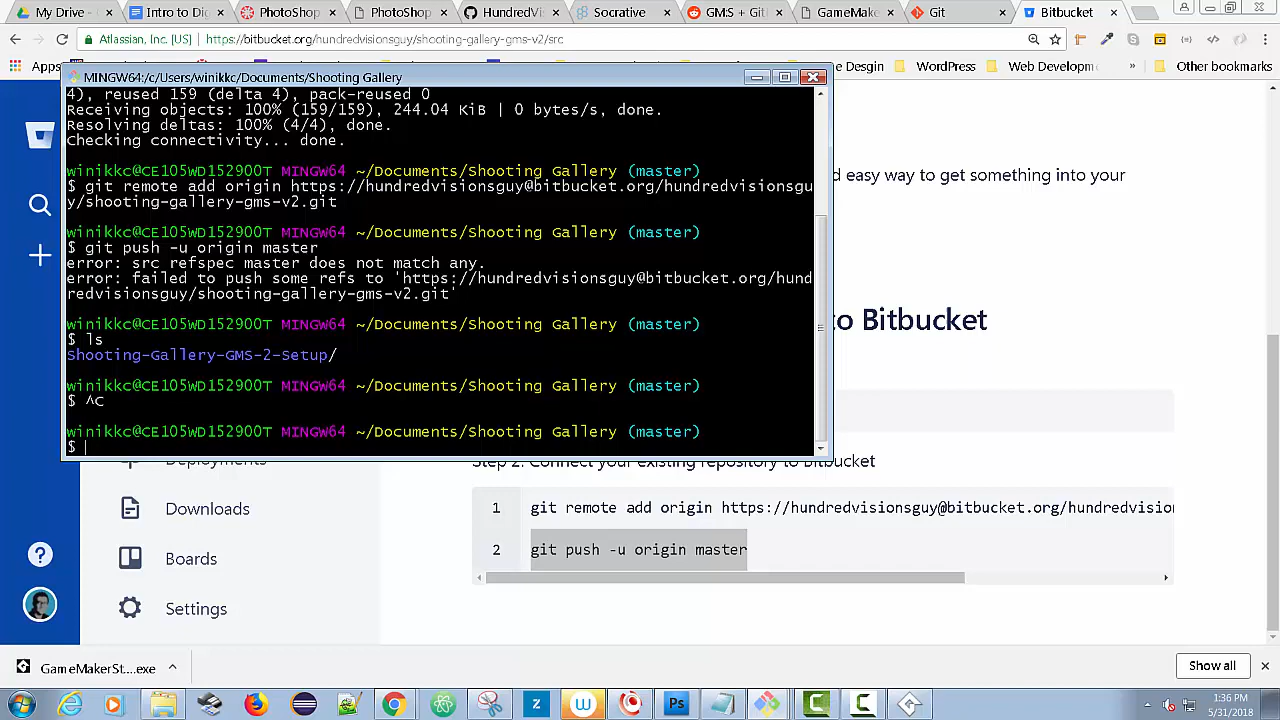 My Drive
Intro to Dig
PhotoShop
PhotoShop
HundredVis
Socrative
GMS + Git
GameMake
Git
Bitbucket
Atlassian, Inc. [US]
https://bitbucket.org/hundredvisionsguy/shooting-gallery-gms-v2/src
Apps
Desgin
WordPress
Web Developm
Other bookmarks
MINGW64:/c/Users/winikkc/Documents/Shooting Gallery
4), reused 159 (delta 4), pack-reused 0
Receiving objects: 100% (159/159), 244.04 KiB | 0 bytes/s, done.
Resolving deltas: 100% (4/4), done.
Checking connectivity... done.
winikkc@CE105WD152900T MINGW64 ~/Documents/Shooting Gallery (master)
$ git remote add origin https://hundredvisionsguy@bitbucket.org/hundredvisionsgu
y/shooting-gallery-gms-v2.git
winikkc@CE105WD152900T MINGW64 ~/Documents/Shooting Gallery (master)
$ git push -u origin master
error: src refspec master does not match any.
error: failed to push some refs to 'https://hundredvisionsguy@bitbucket.org/hund
redvisionsguy/shooting-gallery-gms-v2.git'
winikkc@CE105WD152900T MINGW64 ~/Documents/Shooting Gallery (master)
$ ls
Shooting-Gallery-GMS-2-Setup/
winikkc@CE105WD152900T MINGW64 ~/Documents/Shooting Gallery (master)
$ ^C
winikkc@CE105WD152900T MINGW64 ~/Documents/Shooting Gallery (master)
$
d easy way to get something into your
to Bitbucket
Deployments
Downloads
Boards
Settings
Step 2: Connect your existing repository to Bitbucket
1 git remote add origin https://hundredvisionsguy@bitbucket.org/hundredvision
2 git push -u origin master
GameMakerSt....exe
Show all
1:36 PM
5/31/2018